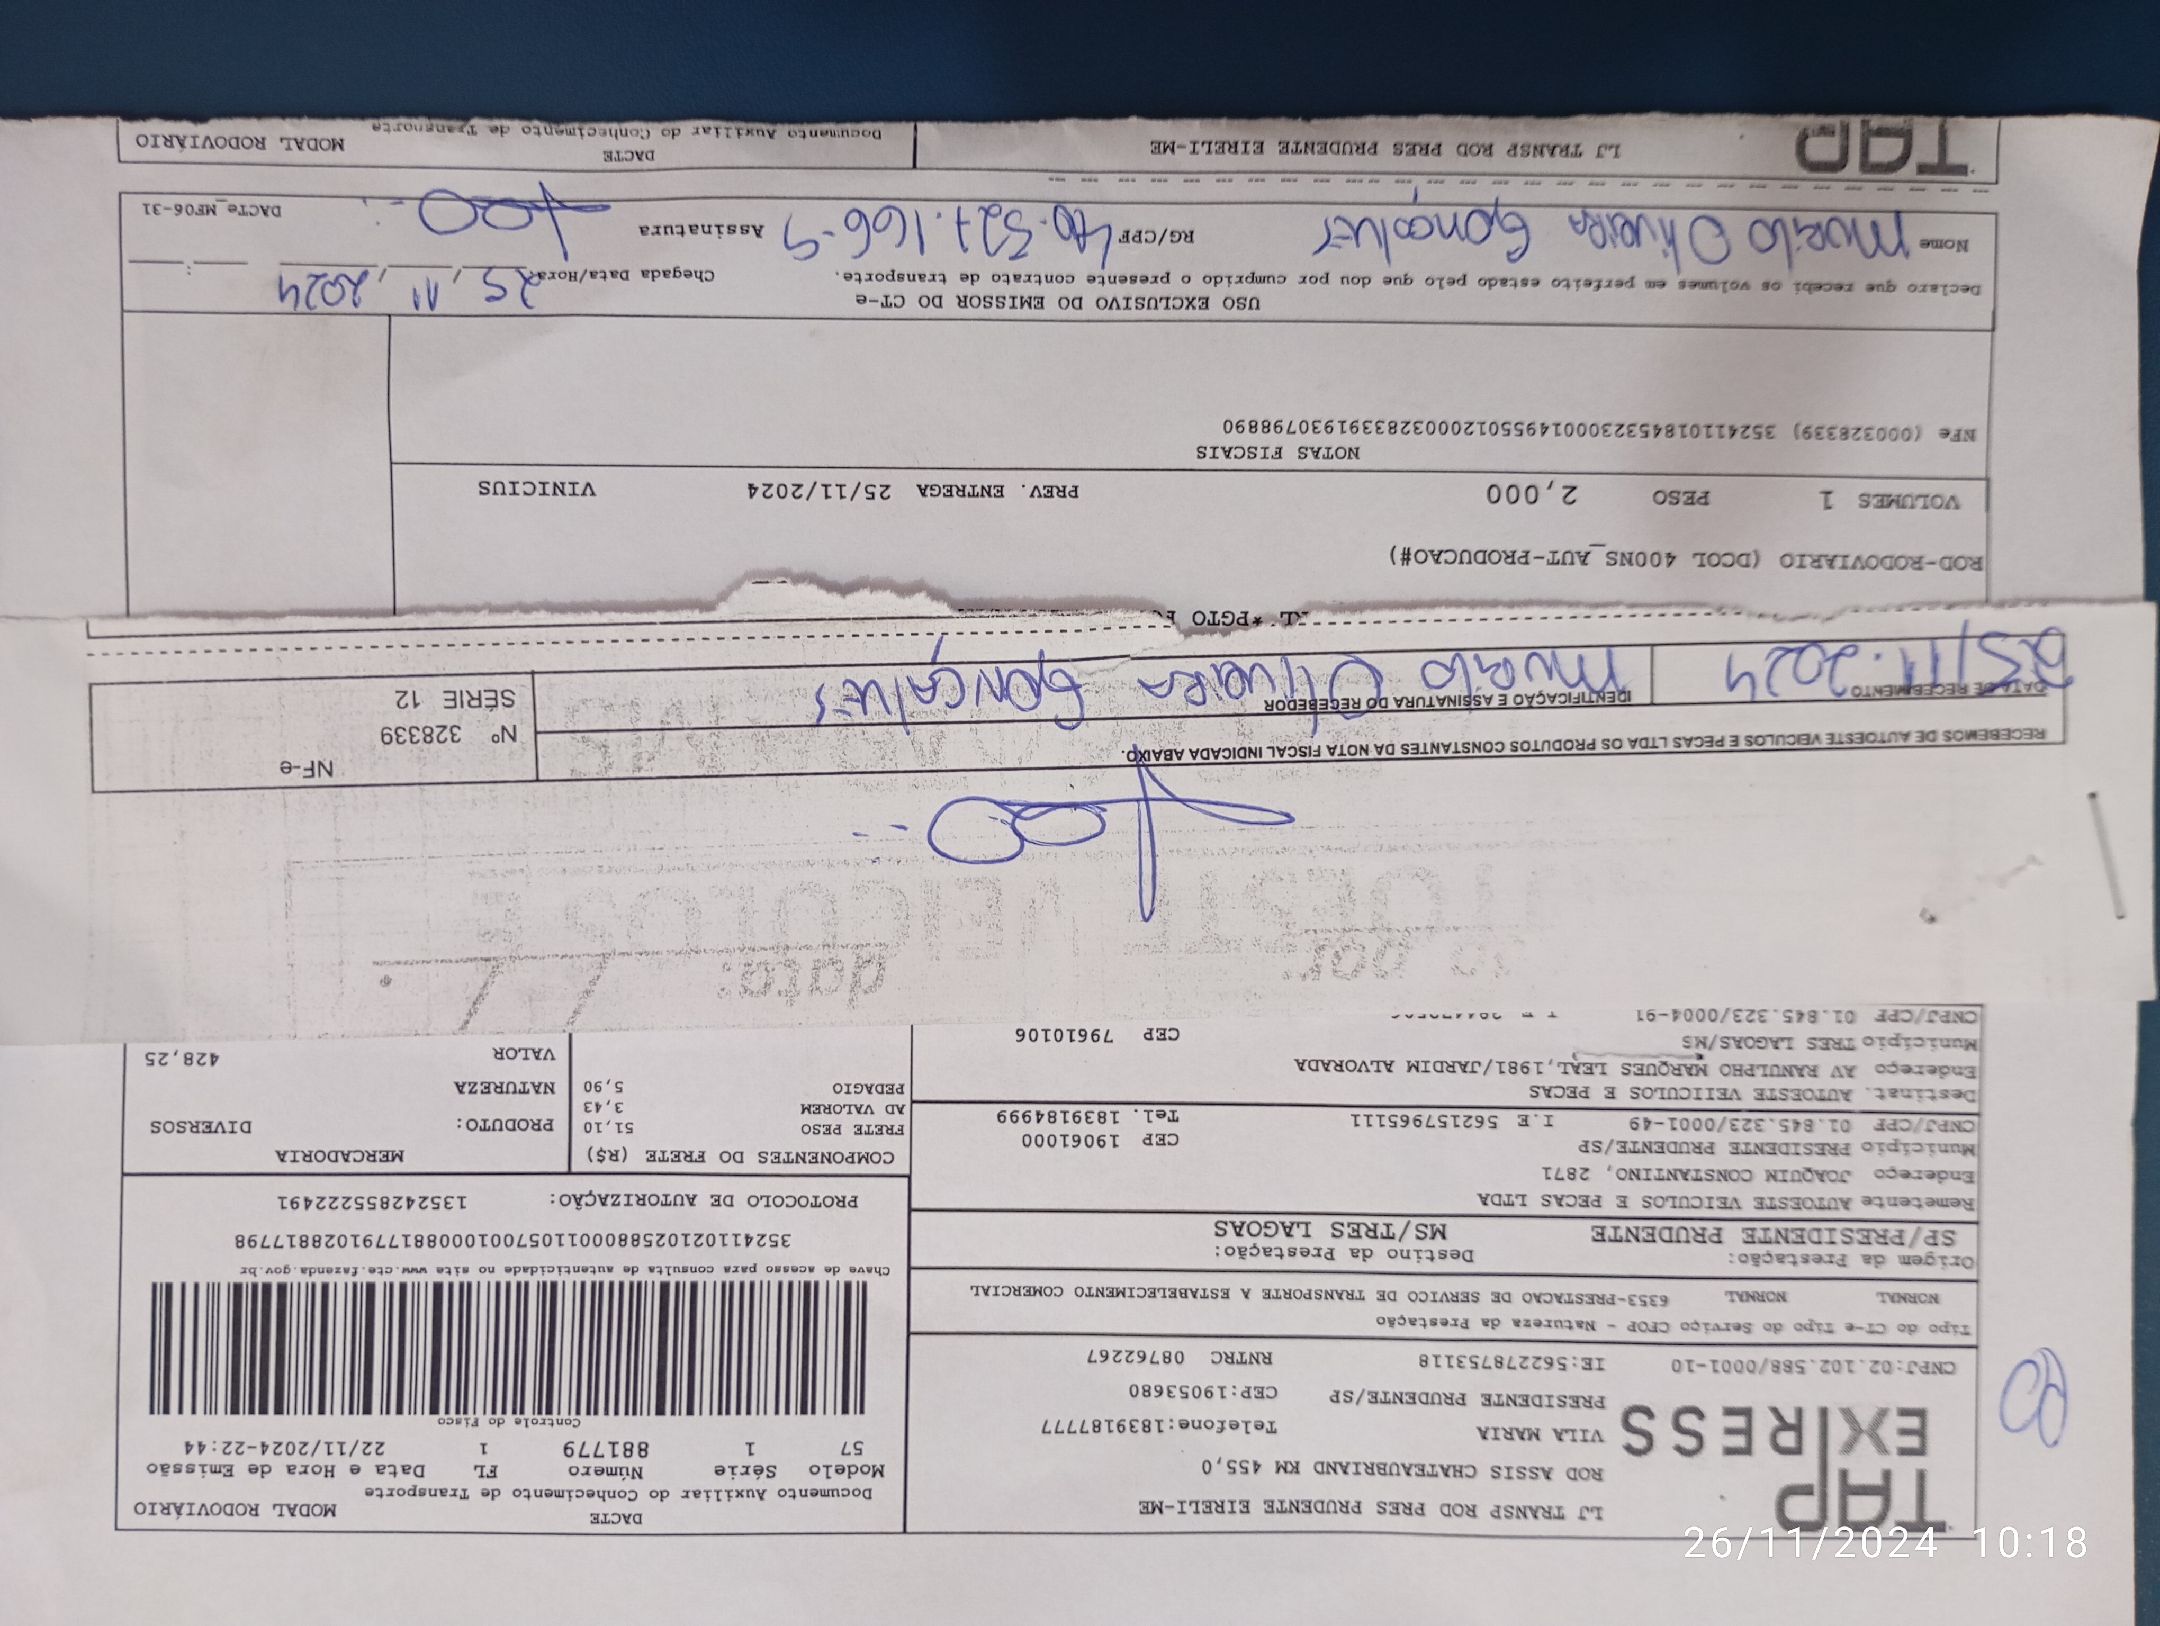 TAP EXPRESS
LJ TRANSP ROD PRES PRUDENTE EIRELI-ME
ROD ASSIS CHATEAUBRIAND KM 455,0
VILA MARIA Telefone:1839187777
PRESIDENTE PRUDENTE/SP CEP:19053680
CNPJ:02.102.588/0001-10 IE:562278753118 RNTRC 08762267
DACTE MODAL RODOVIÁRIO
Documento Auxiliar do Conhecimento de Transporte
Modelo Série Número FL Data e Hora de Emissão
57 1 881779 1 22/11/2024-22:44
Controle do Fisco
Chave de acesso para consulta de autenticidade no site www.cte.fazenda.gov.br
35241102102588000110570010008817791028817798
PROTOCOLO DE AUTORIZAÇÃO: 135242855222491
Tipo do CT-e Tipo do Serviço CFOP - Natureza da Prestação
NORMAL NORMAL 6353-PRESTACAO DE SERVICO DE TRANSPORTE A ESTABELECIMENTO COMERCIAL
Origem da Prestação: Destino da Prestação:
SP/PRESIDENTE PRUDENTE MS/TRES LAGOAS
Remetente AUTOESTE VEICULOS E PECAS LTDA
Endereço JOAQUIM CONSTANTINO, 2871
Município PRESIDENTE PRUDENTE/SP CEP 19061000
CNPJ/CPF 01.845.323/0001-49 I.E 562157965111 Tel. 1839184999
Destinat. AUTOESTE VEIICULOS E PECAS
Endereço AV RANULPHO MARQUES LEAL,1981/JARDIM ALVORADA
Município TRES LAGOAS/MS CEP 79610106
CNPJ/CPF 01.845.323/0004-91
COMPONENTES DO FRETE (R$) MERCADORIA
FRETE PESO 51,10 PRODUTO: DIVERSOS
AD VALOREM 3,43
PEDAGIO 5,90 NATUREZA
VALOR 428,25
data:
VEICULOS
RECEBEMOS DE AUTOESTE VEICULOS E PECAS LTDA OS PRODUTOS CONSTANTES DA NOTA FISCAL INDICADA ABAIXO.
NF-e
Nº 328339
SÉRIE 12
DATA DE RECEBIMENTO IDENTIFICAÇÃO E ASSINATURA DO RECEBEDOR
25/11.2024 Murilo Oliveira Gonçalves
*PGTO
ROD-RODOVIARIO (DCOL 400NS_AUT-PRODUCAO#)
VOLUMES 1 PESO 2,000 PREV. ENTREGA 25/11/2024 VINICIUS
NOTAS FISCAIS
NFe (000328339) 35241101845323000149550120003283391930798890
USO EXCLUSIVO DO EMISSOR DO CT-e
Declaro que recebi os volumes em perfeito estado pelo que dou por cumprido o presente contrato de transporte. Chegada Data/Hora: 25, 11, 2024
Nome Murilo Oliveira Gonçalves RG/CPF 40.327.166-9 Assinatura
DACTe_MF06-31
TAP
LJ TRANSP ROD PRES PRUDENTE EIRELI-ME
DACTE MODAL RODOVIÁRIO
Documento Auxiliar do Conhecimento de Transporte
26/11/2024 10:18